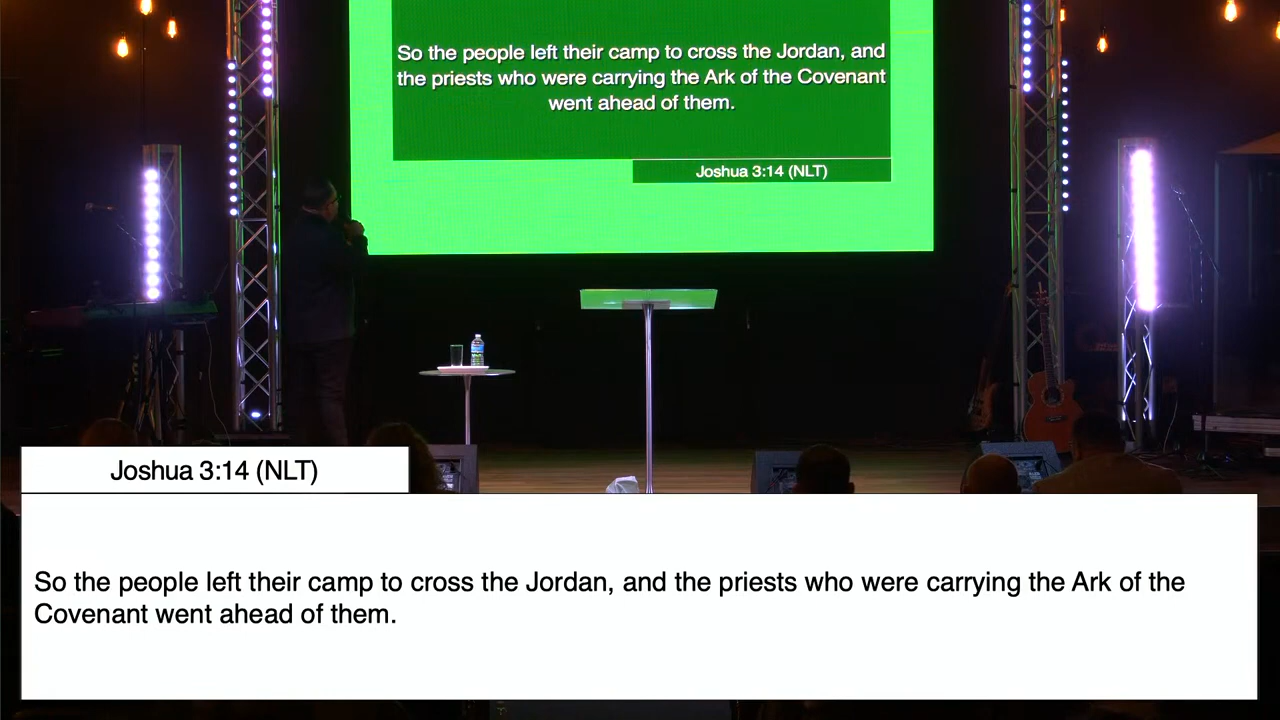 So the people left their camp to cross the Jordan, and
the priests who were carrying the Ark of the Covenant
went ahead of them.
Joshua 3:14 (NLT)
Joshua 3:14 (NLT)
So the people left their camp to cross the Jordan, and the priests who were carrying the Ark of the
Covenant went ahead of them.